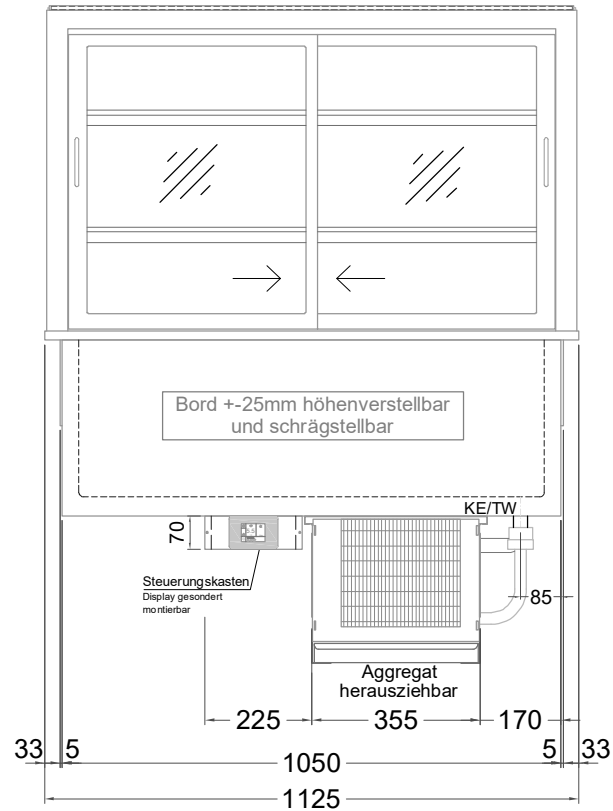 Bord +-25mm höhenverstellbar
und schrägstellbar
KE/TW
70
Steuerungskasten
Display gesondert
montierbar
85
Aggregat
herausziehbar
225
355
170
33
5
1050
5
33
1125